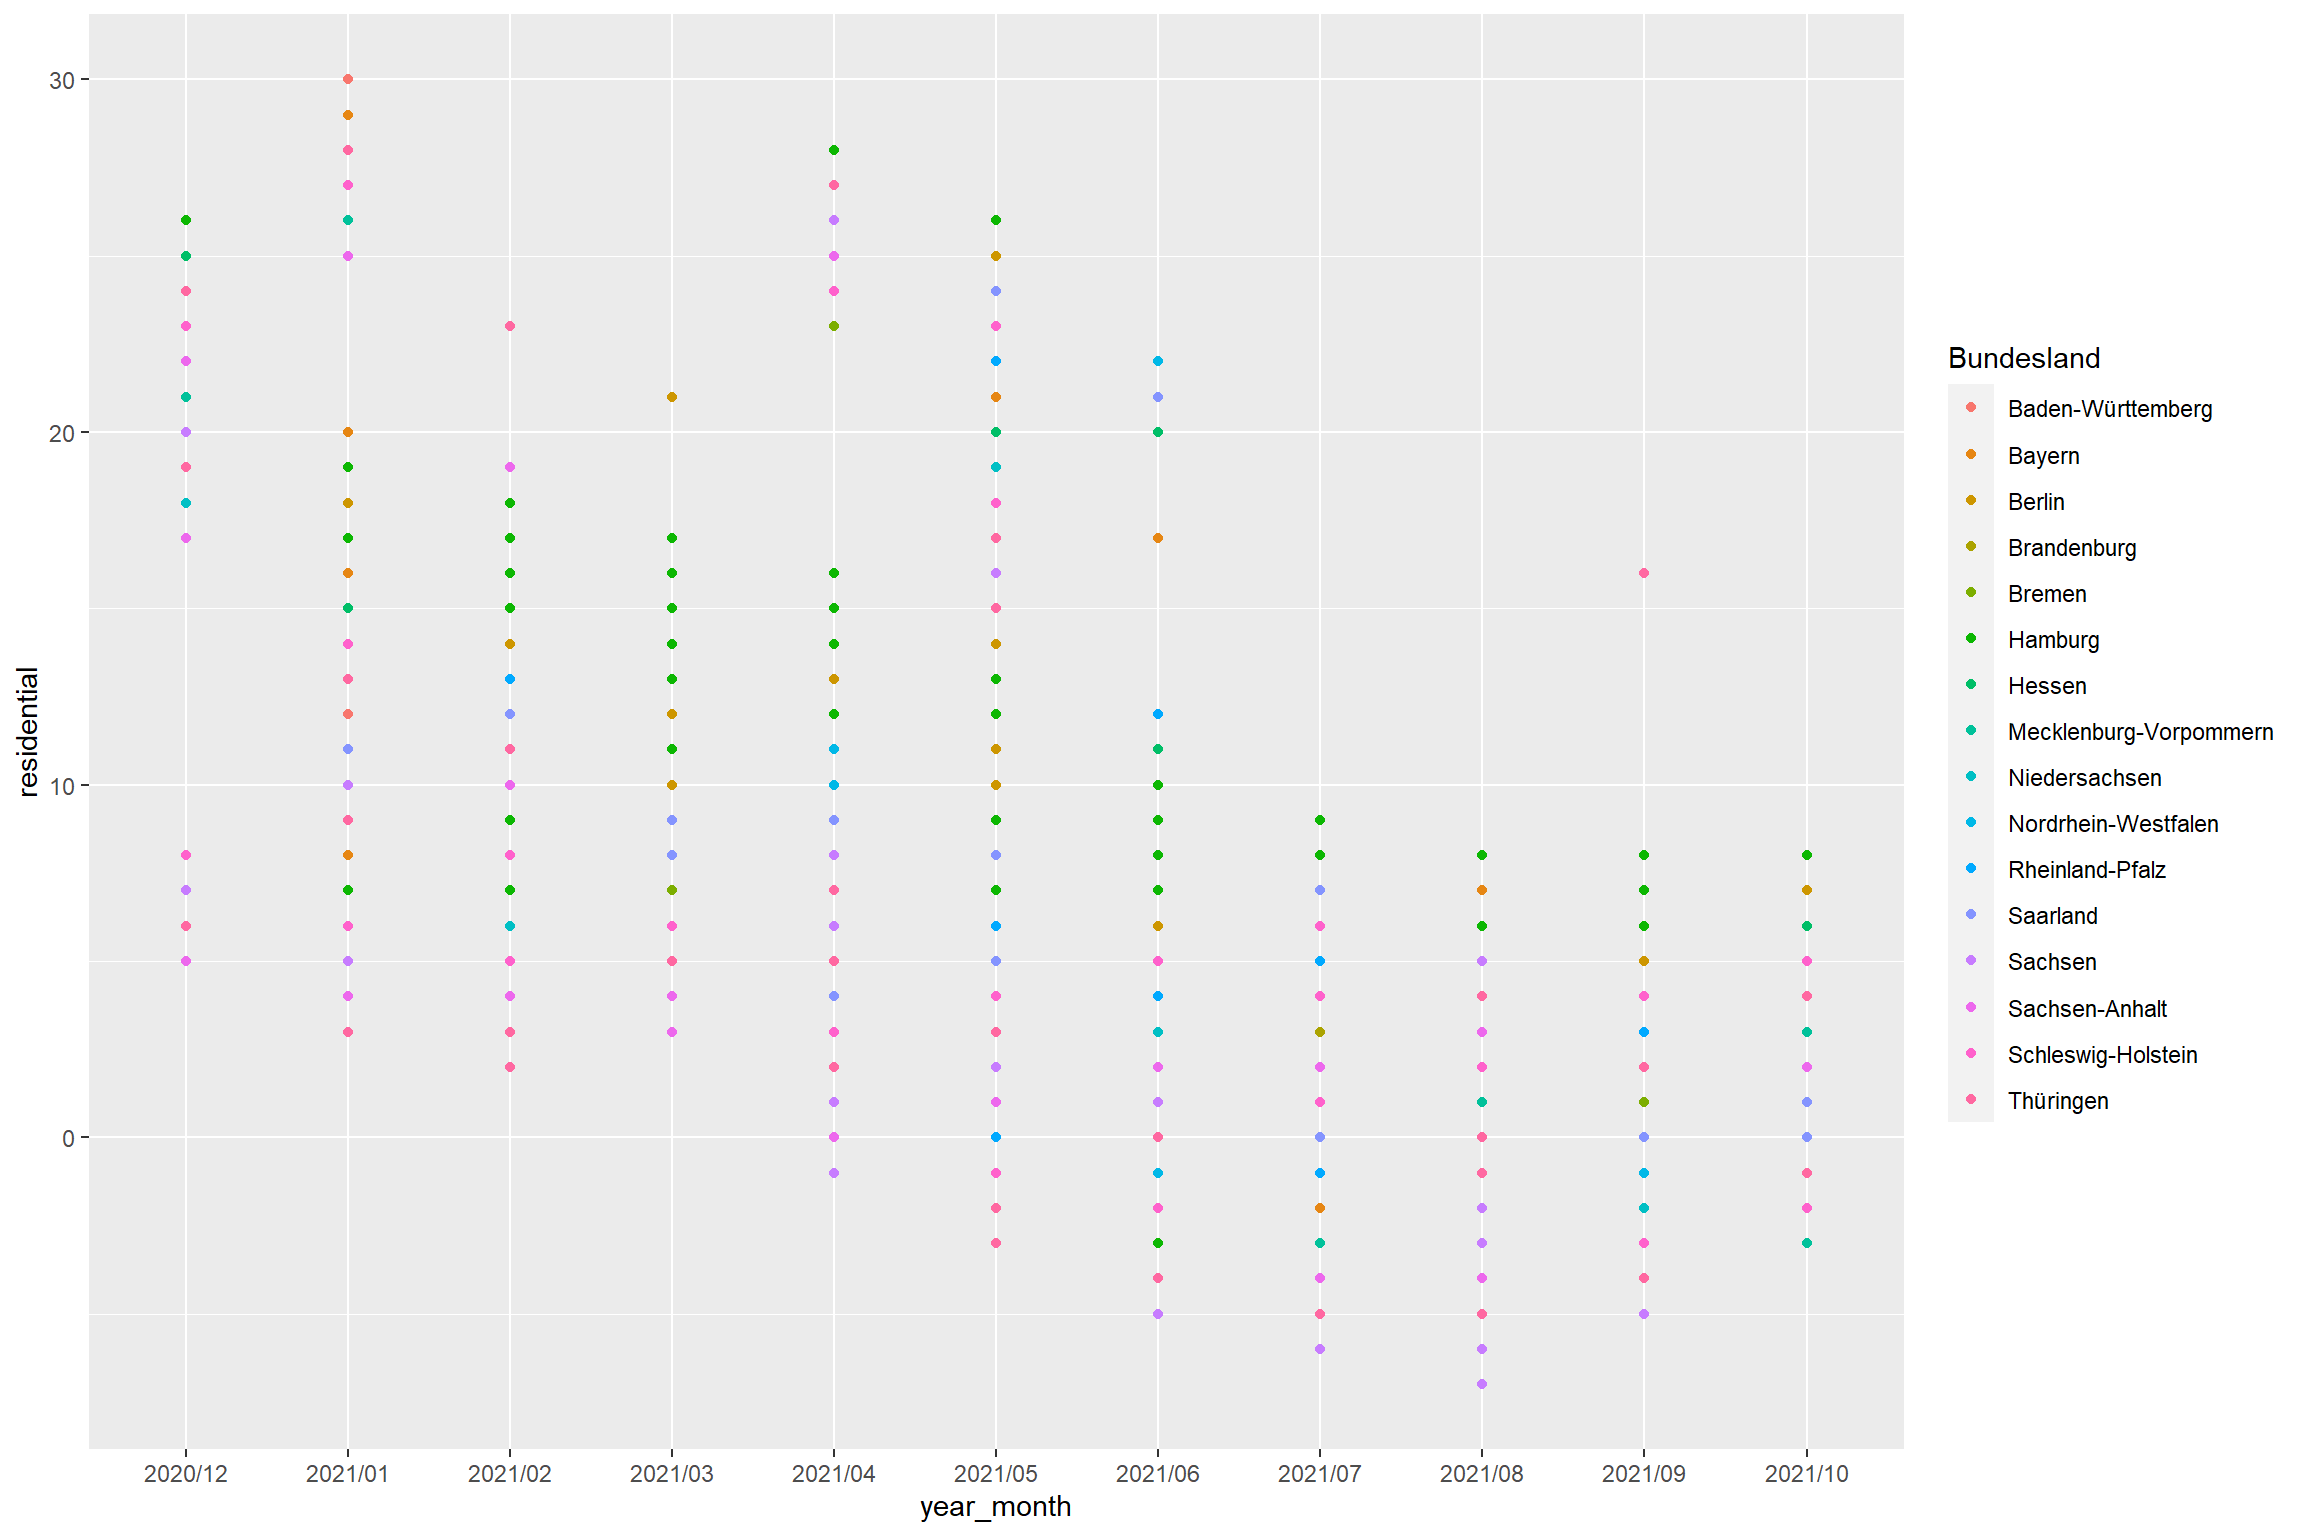 30
20
10
0
residential
2020/12 2021/01 2021/02 2021/03 2021/04 2021/05 2021/06 2021/07 2021/08 2021/09 2021/10
year_month
Bundesland
Baden-Württemberg
Bayern
Berlin
Brandenburg
Bremen
Hamburg
Hessen
Mecklenburg-Vorpommern
Niedersachsen
Nordrhein-Westfalen
Rheinland-Pfalz
Saarland
Sachsen
Sachsen-Anhalt
Schleswig-Holstein
Thüringen